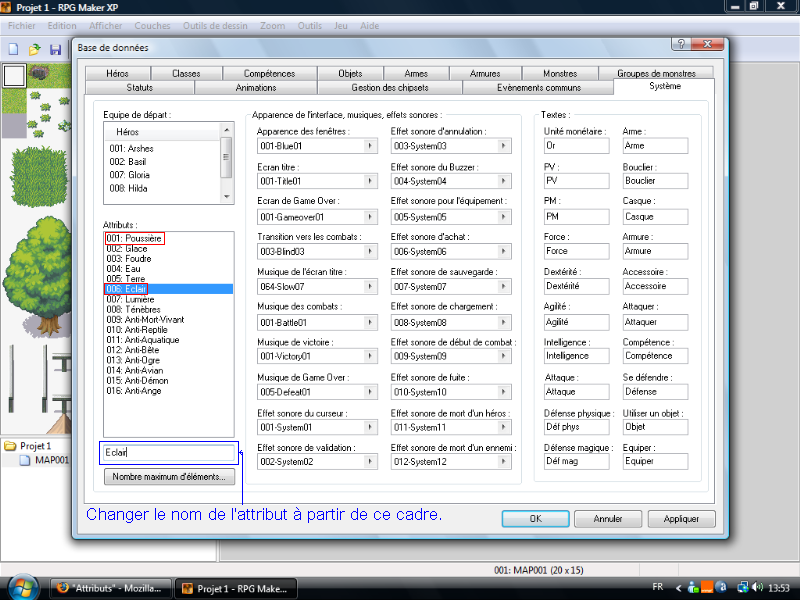 Projet 1 - RPG Maker XP
Fichier Edition Afficher Couches Outils de dessin Zoom Outils Jeu Aide
Base de données
Héros Classes Compétences Objets Armes Armures Monstres Groupes de monstres
Statuts Animations Gestion des chipsets Evènements communs Système
Equipe de départ :
Héros
001: Arshes
002: Basil
007: Gloria
008: Hilda
Attributs :
001: Poussière
002: Glace
003: Foudre
004: Eau
005: Terre
006: Eclair
007: Lumière
008: Ténèbres
009: Anti-Mort-Vivant
010: Anti-Reptile
011: Anti-Aquatique
012: Anti-Bête
013: Anti-Ogre
014: Anti-Avian
015: Anti-Démon
016: Anti-Ange
Eclair
Nombre maximum d'éléments...
Changer le nom de l'attribut à partir de ce cadre.
Apparence de l'interface, musiques, effets sonores :
Apparence des fenêtres :
001-Blue01
Ecran titre :
001-Title01
Ecran de Game Over :
001-Gameover01
Transition vers les combats :
003-Blind03
Musique de l'écran titre :
064-Slow07
Musique des combats :
001-Battle01
Musique de victoire :
001-Victory01
Musique de Game Over :
005-Defeat01
Effet sonore du curseur :
001-System01
Effet sonore de validation :
002-System02
Effet sonore d'annulation :
003-System03
Effet sonore du Buzzer :
004-System04
Effet sonore pour l'équipement :
005-System05
Effet sonore d'achat :
006-System06
Effet sonore de sauvegarde :
007-System07
Effet sonore de chargement :
008-System08
Effet sonore de début de combat :
009-System09
Effet sonore de fuite :
010-System10
Effet sonore de mort d'un héros :
011-System11
Effet sonore de mort d'un ennemi :
012-System12
Textes :
Unité monétaire :
Or
PV :
PV
PM :
PM
Force :
Force
Dextérité :
Dextérité
Agilité :
Agilité
Intelligence :
Intelligence
Attaque :
Attaque
Défense physique :
Déf phys
Défense magique :
Déf mag
Arme :
Arme
Bouclier :
Bouclier
Casque :
Casque
Armure :
Armure
Accessoire :
Accessoire
Attaquer :
Attaquer
Compétence :
Compétence
Se défendre :
Défense
Utiliser un objet :
Objet
Equiper :
Equiper
OK Annuler Appliquer
Projet 1
MAP001
001: MAP001 (20 x 15)
"Attributs" - Mozilla... Projet 1 - RPG Make... FR 13:53